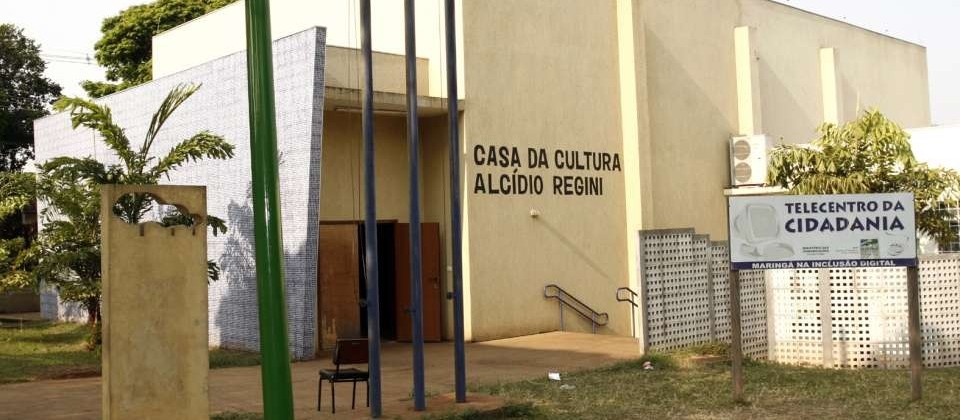 CASA DA CULTURA
ALCÍDIO REGINI
TELECENTRO DA
CIDADANIA
MARINGÁ NA INCLUSÃO DIGITAL